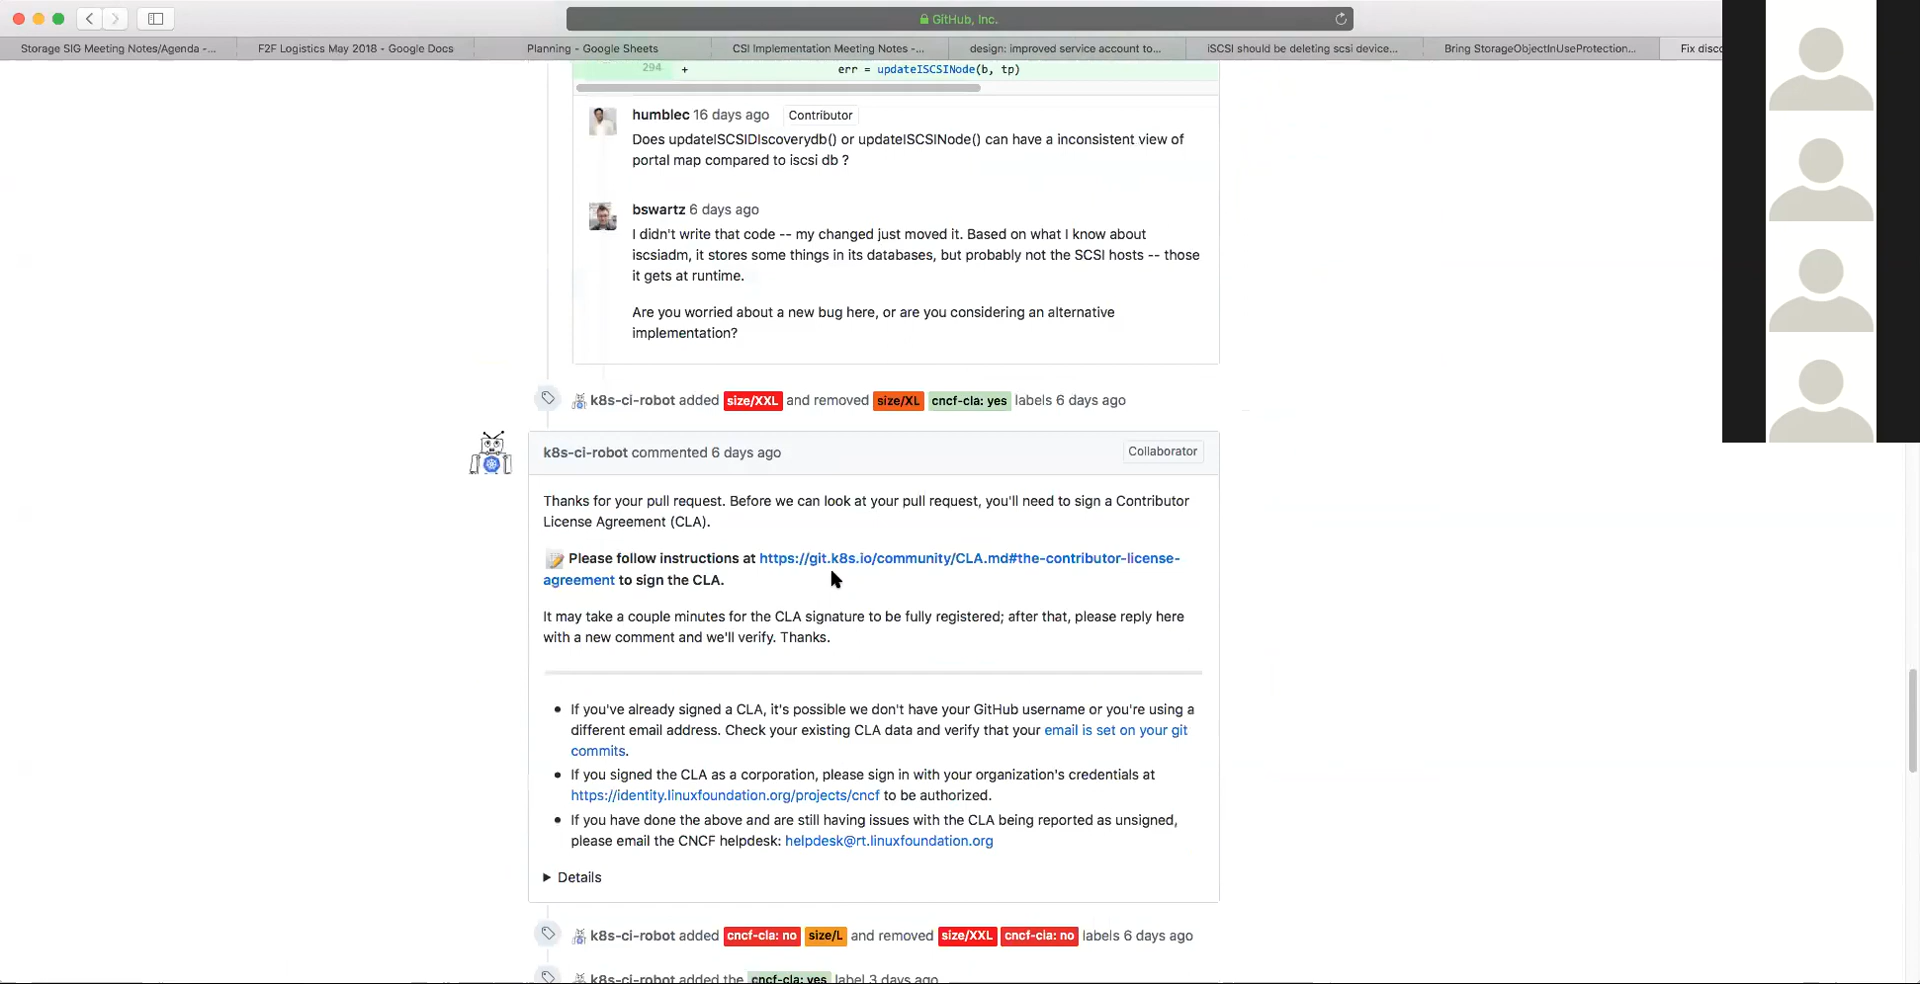 GitHub, Inc.
Storage SIG Meeting Notes/Agenda -...
F2F Logistics May 2018 - Google Docs
Planning - Google Sheets
CSI Implementation Meeting Notes -...
design: improved service account to...
iSCSI should be deleting scsi device...
Bring StorageObjectInUseProtection...
Fix disco
294 + err = updateISCSINode(b, tp)
humblec 16 days ago Contributor
Does updateISCSIDIscoverydb() or updateISCSINode() can have a inconsistent view of
portal map compared to iscsi db ?
bswartz 6 days ago
I didn't write that code -- my changed just moved it. Based on what I know about
iscsiadm, it stores some things in its databases, but probably not the SCSI hosts -- those
it gets at runtime.
Are you worried about a new bug here, or are you considering an alternative
implementation?
k8s-ci-robot added size/XXL and removed size/XL cncf-cla: yes labels 6 days ago
k8s-ci-robot commented 6 days ago Collaborator
Thanks for your pull request. Before we can look at your pull request, you'll need to sign a Contributor
License Agreement (CLA).
📝 Please follow instructions at https://git.k8s.io/community/CLA.md#the-contributor-license-
agreement to sign the CLA.
It may take a couple minutes for the CLA signature to be fully registered; after that, please reply here
with a new comment and we'll verify. Thanks.
• If you've already signed a CLA, it's possible we don't have your GitHub username or you're using a
different email address. Check your existing CLA data and verify that your email is set on your git
commits.
• If you signed the CLA as a corporation, please sign in with your organization's credentials at
https://identity.linuxfoundation.org/projects/cncf to be authorized.
• If you have done the above and are still having issues with the CLA being reported as unsigned,
please email the CNCF helpdesk: helpdesk@rt.linuxfoundation.org
▶ Details
k8s-ci-robot added cncf-cla: no size/L and removed size/XXL cncf-cla: no labels 6 days ago
k8s-ci-robot added the cncf-cla: yes label 3 days ago